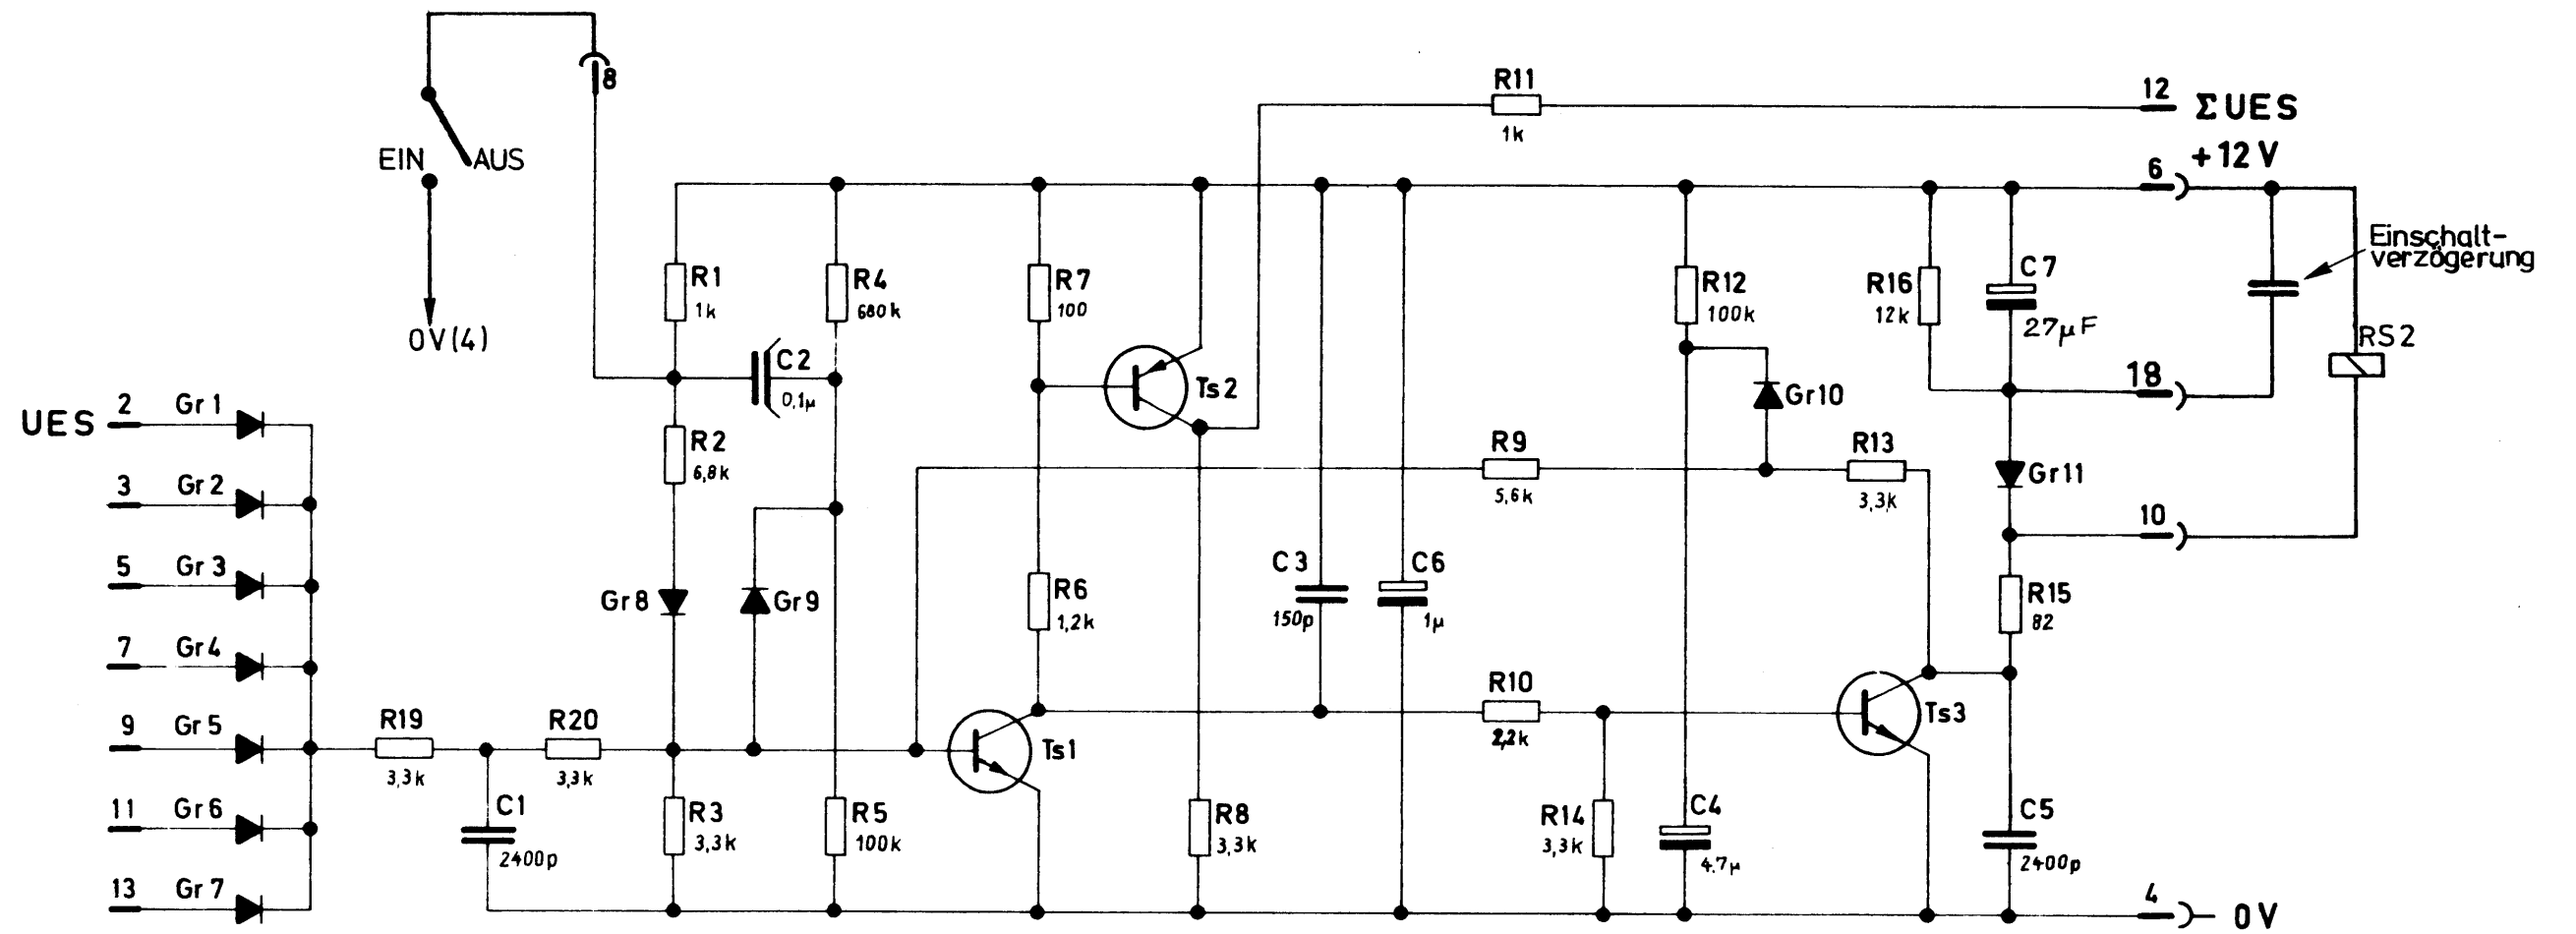 8
R11
1k
12
Σ UES
+12V
6
EIN
AUS
0V(4)
R1
1k
R4
680k
R7
100
R12
100k
R16
12k
C7
27µF
Einschalt-
verzögerung
RS2
C2
0,1µ
Ts2
Gr10
18
UES
2
Gr1
R2
6,8k
R9
5,6k
R13
3,3k
Gr11
3
Gr2
10
5
Gr3
Gr8
Gr9
R6
1,2k
C3
150p
C6
1µ
R15
82
7
Gr4
R10
2,2k
Ts3
9
Gr5
R19
3,3k
R20
3,3k
Ts1
11
Gr6
C1
2400p
R3
3,3k
R5
100k
R8
3,3k
R14
3,3k
C4
4.7µ
C5
2400p
13
Gr7
4
0V